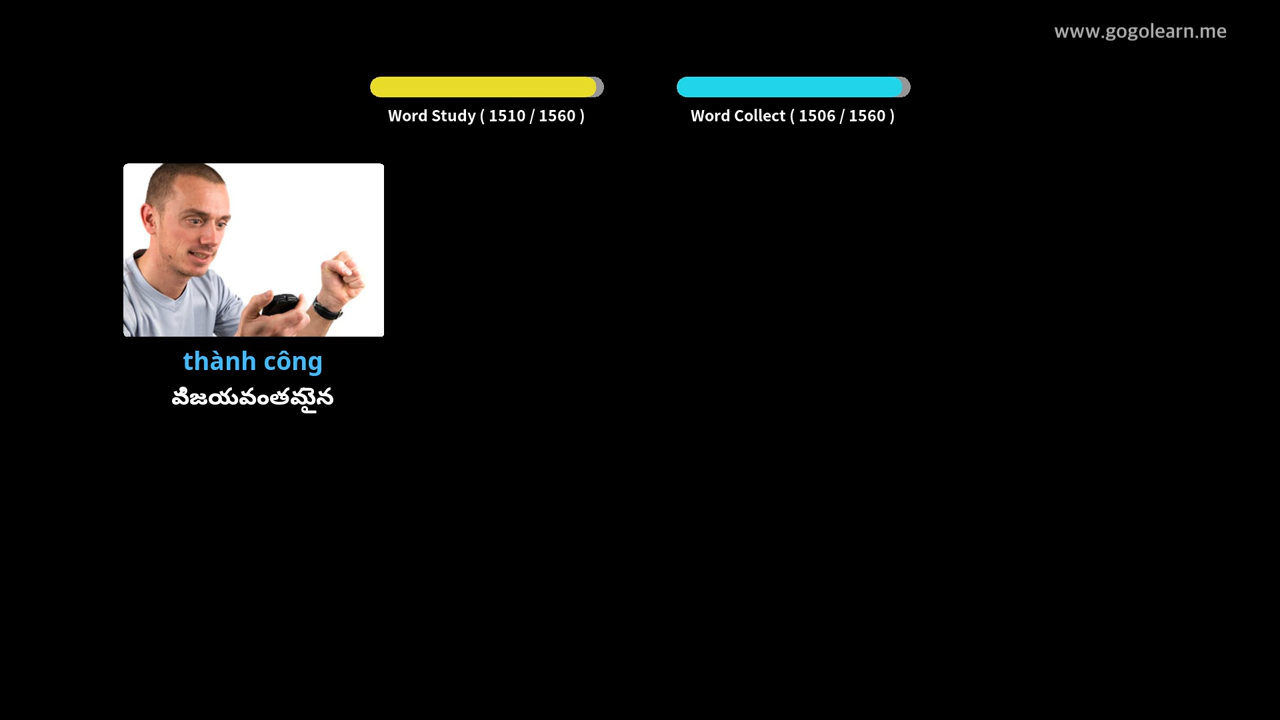 www.gogolearn.me
Word Study ( 1510 / 1560 )
Word Collect ( 1506 / 1560 )
thành công
విజయవంతమైన